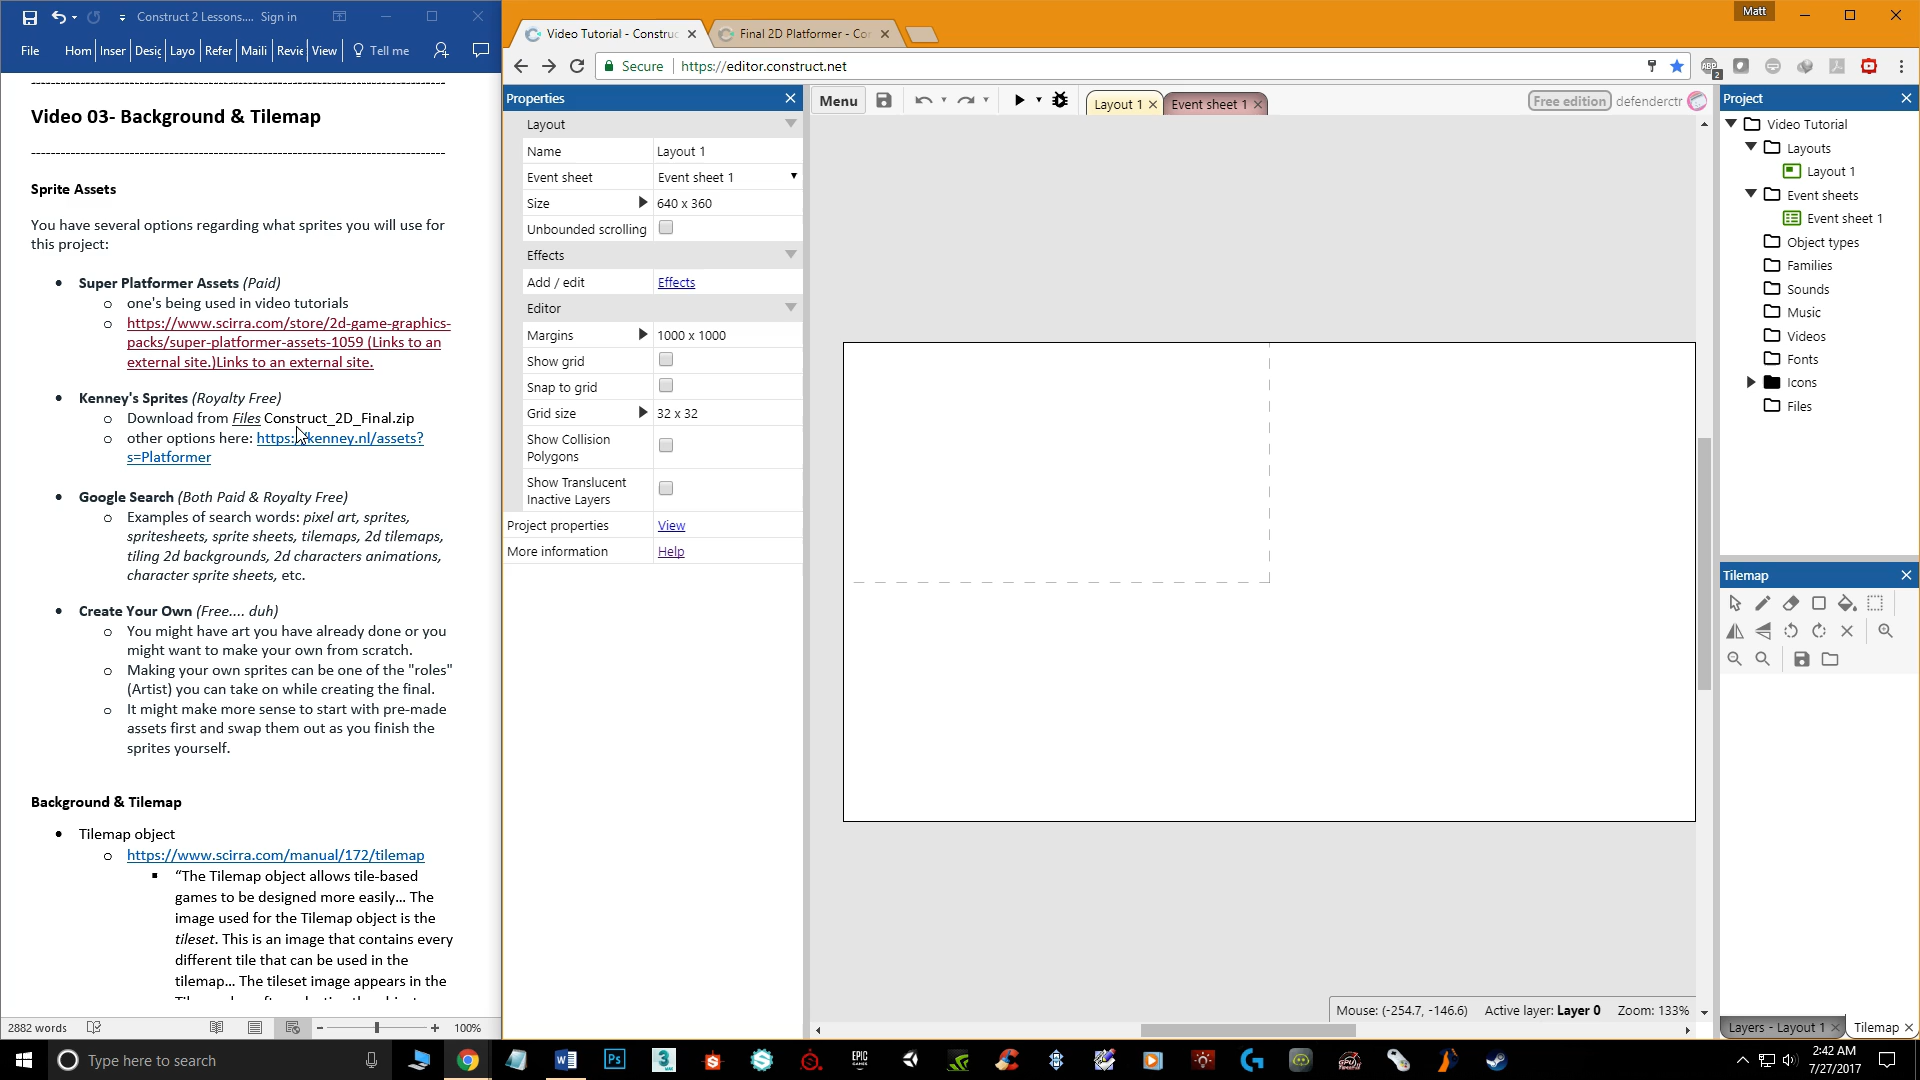 Construct 2 Lessons.... Sign in
File Hom Inser Desig Layo Refer Maili Revie View Tell me
Video 03- Background & Tilemap
Sprite Assets
You have several options regarding what sprites you will use for
this project:
• Super Platformer Assets (Paid)
o one's being used in video tutorials
o https://www.scirra.com/store/2d-game-graphics-
packs/super-platformer-assets-1059 (Links to an
external site.)Links to an external site.
• Kenney's Sprites (Royalty Free)
o Download from Files Construct_2D_Final.zip
o other options here: https://kenney.nl/assets?
s=Platformer
• Google Search (Both Paid & Royalty Free)
o Examples of search words: pixel art, sprites,
spritesheets, sprite sheets, tilemaps, 2d tilemaps,
tiling 2d backgrounds, 2d characters animations,
character sprite sheets, etc.
• Create Your Own (Free.... duh)
o You might have art you have already done or you
might want to make your own from scratch.
o Making your own sprites can be one of the "roles"
(Artist) you can take on while creating the final.
o It might make more sense to start with pre-made
assets first and swap them out as you finish the
sprites yourself.
Background & Tilemap
• Tilemap object
o https://www.scirra.com/manual/172/tilemap
▪ “The Tilemap object allows tile-based
games to be designed more easily... The
image used for the Tilemap object is the
tileset. This is an image that contains every
different tile that can be used in the
tilemap... The tileset image appears in the
2882 words 100%
Matt
Video Tutorial - Construc Final 2D Platformer - Co
Secure https://editor.construct.net
ABP 2
Properties
Layout
Name Layout 1
Event sheet Event sheet 1
Size 640 x 360
Unbounded scrolling
Effects
Add / edit Effects
Editor
Margins 1000 x 1000
Show grid
Snap to grid
Grid size 32 x 32
Show Collision
Polygons
Show Translucent
Inactive Layers
Project properties View
More information Help
Menu Layout 1 Event sheet 1 Free edition defenderctr
Mouse: (-254.7, -146.6) Active layer: Layer 0 Zoom: 133%
Project
Video Tutorial
Layouts
Layout 1
Event sheets
Event sheet 1
Object types
Families
Sounds
Music
Videos
Fonts
Icons
Files
Tilemap
Layers - Layout 1 Tilemap
Type here to search
Ps 3 EPIC GAMES
2:42 AM
7/27/2017